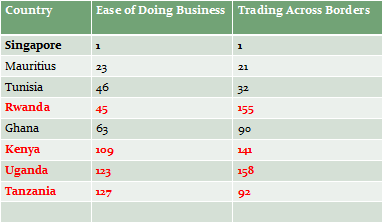 Country Ease of Doing Business Trading Across Borders
Singapore 1 1
Mauritius 23 21
Tunisia 46 32
Rwanda 45 155
Ghana 63 90
Kenya 109 141
Uganda 123 158
Tanzania 127 92